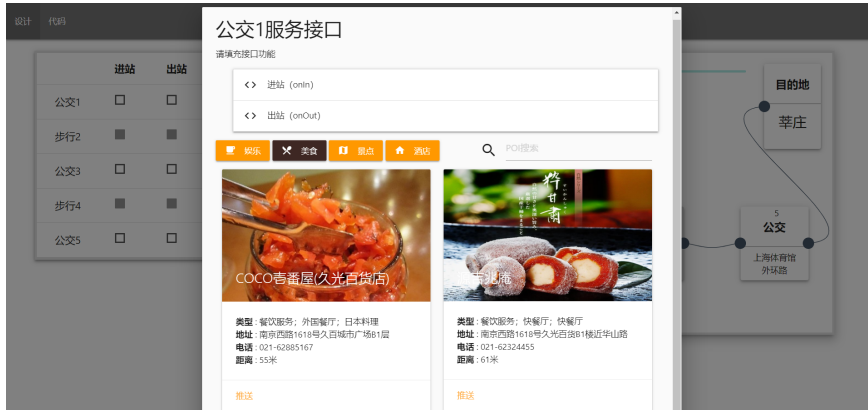 设计 代码
公交1服务接口
请填充接口功能
<> 进站 (onIn)
<> 出站 (onOut)
进站 出站
公交1
步行2
公交3
步行4
公交5
娱乐 美食 景点 酒店 POI搜索
目的地
莘庄
5
公交
上海体育馆
外环路
COCO壱番屋(久光百货店)
类型 : 餐饮服务；外国餐厅；日本料理
地址 : 南京西路1618号久百城市广场B1层
电话 : 021-62885167
距离 : 55米
推送
粋甘粛
兆庵
类型 : 餐饮服务；快餐厅；快餐厅
地址 : 南京西路1618号久光百货B1楼近华山路
电话 : 021-62324455
距离 : 61米
推送